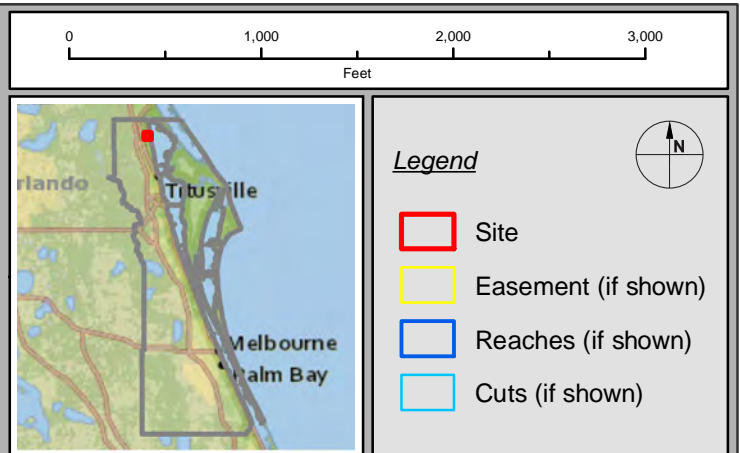 0 1,000 2,000 3,000
Feet
Legend
N
rlando
Titusville
Site
Easement (if shown)
Reaches (if shown)
Melbourne
Palm Bay
Cuts (if shown)